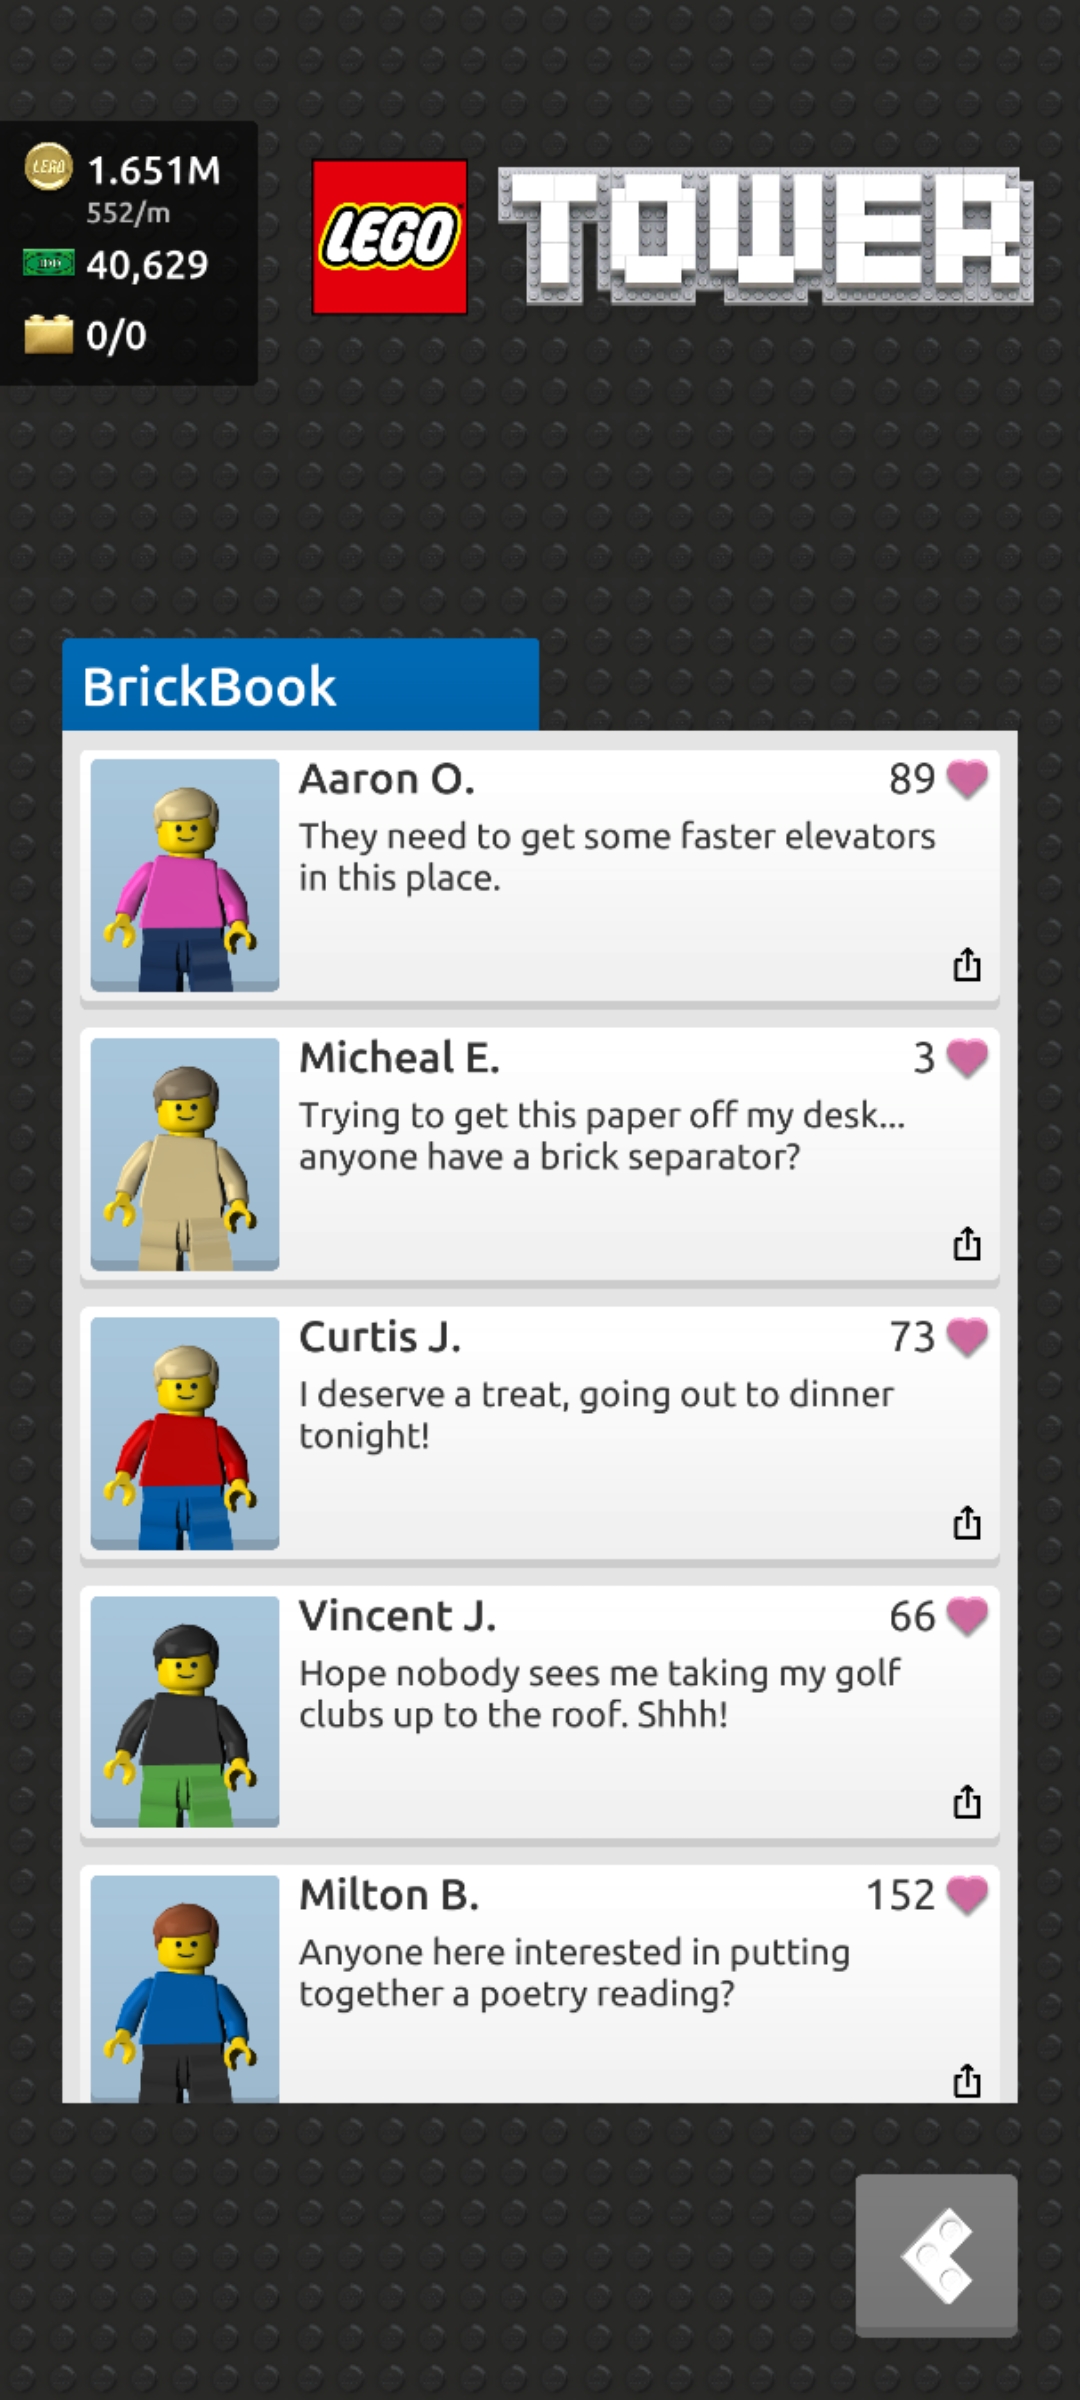 LEGO
1.651M
552/m
40,629
0/0
LEGO
TOWER
BrickBook
Aaron O.
89
They need to get some faster elevators
in this place.
Micheal E.
3
Trying to get this paper off my desk...
anyone have a brick separator?
Curtis J.
73
I deserve a treat, going out to dinner
tonight!
Vincent J.
66
Hope nobody sees me taking my golf
clubs up to the roof. Shhh!
Milton B.
152
Anyone here interested in putting
together a poetry reading?